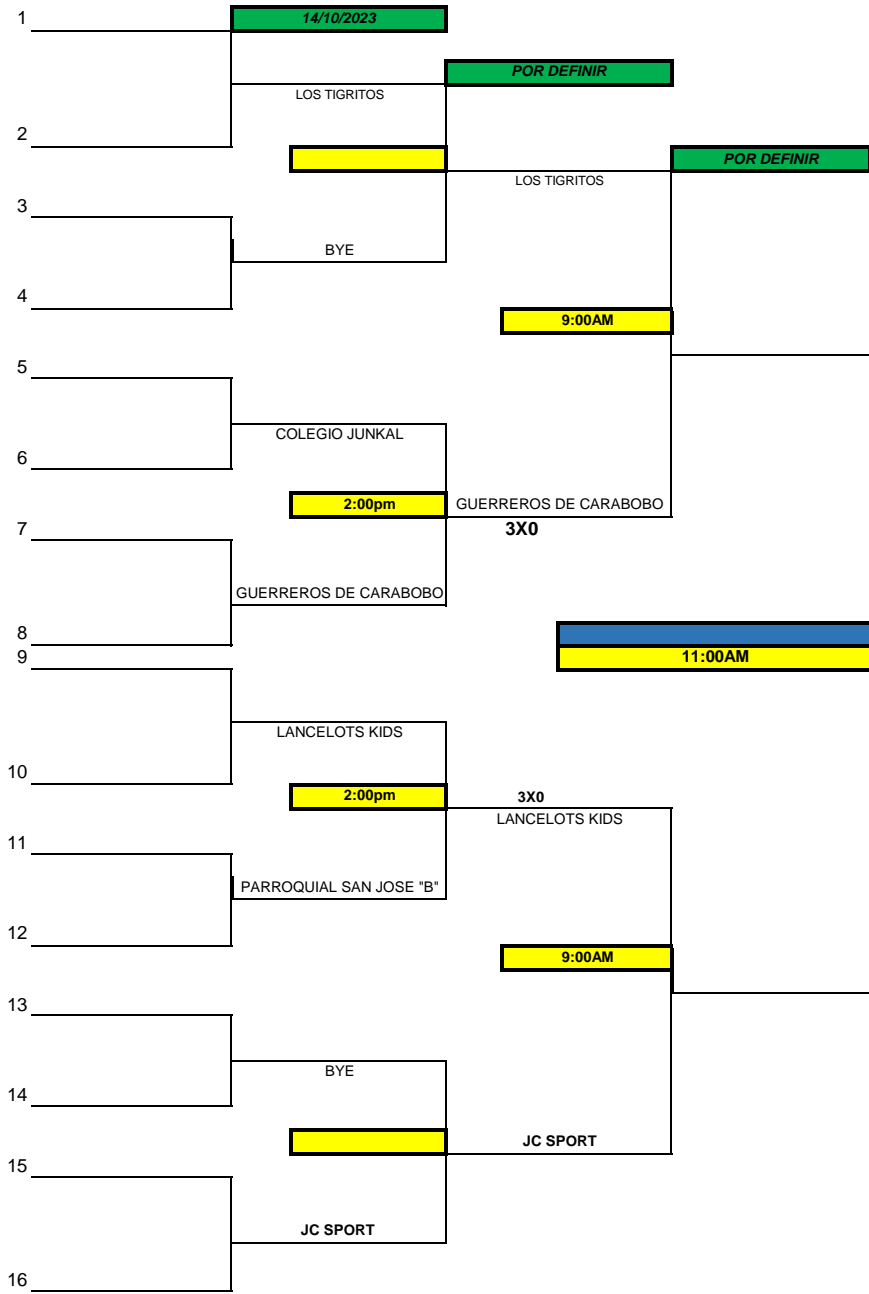 1
14/10/2023
POR DEFINIR
LOS TIGRITOS
2
POR DEFINIR
LOS TIGRITOS
3
BYE
4
9:00AM
5
COLEGIO JUNKAL
6
2:00pm
GUERREROS DE CARABOBO
7
3X0
GUERREROS DE CARABOBO
8
9
11:00AM
LANCELOTS KIDS
10
2:00pm
3X0
LANCELOTS KIDS
11
PARROQUIAL SAN JOSE "B"
12
9:00AM
13
BYE
14
JC SPORT
15
JC SPORT
16